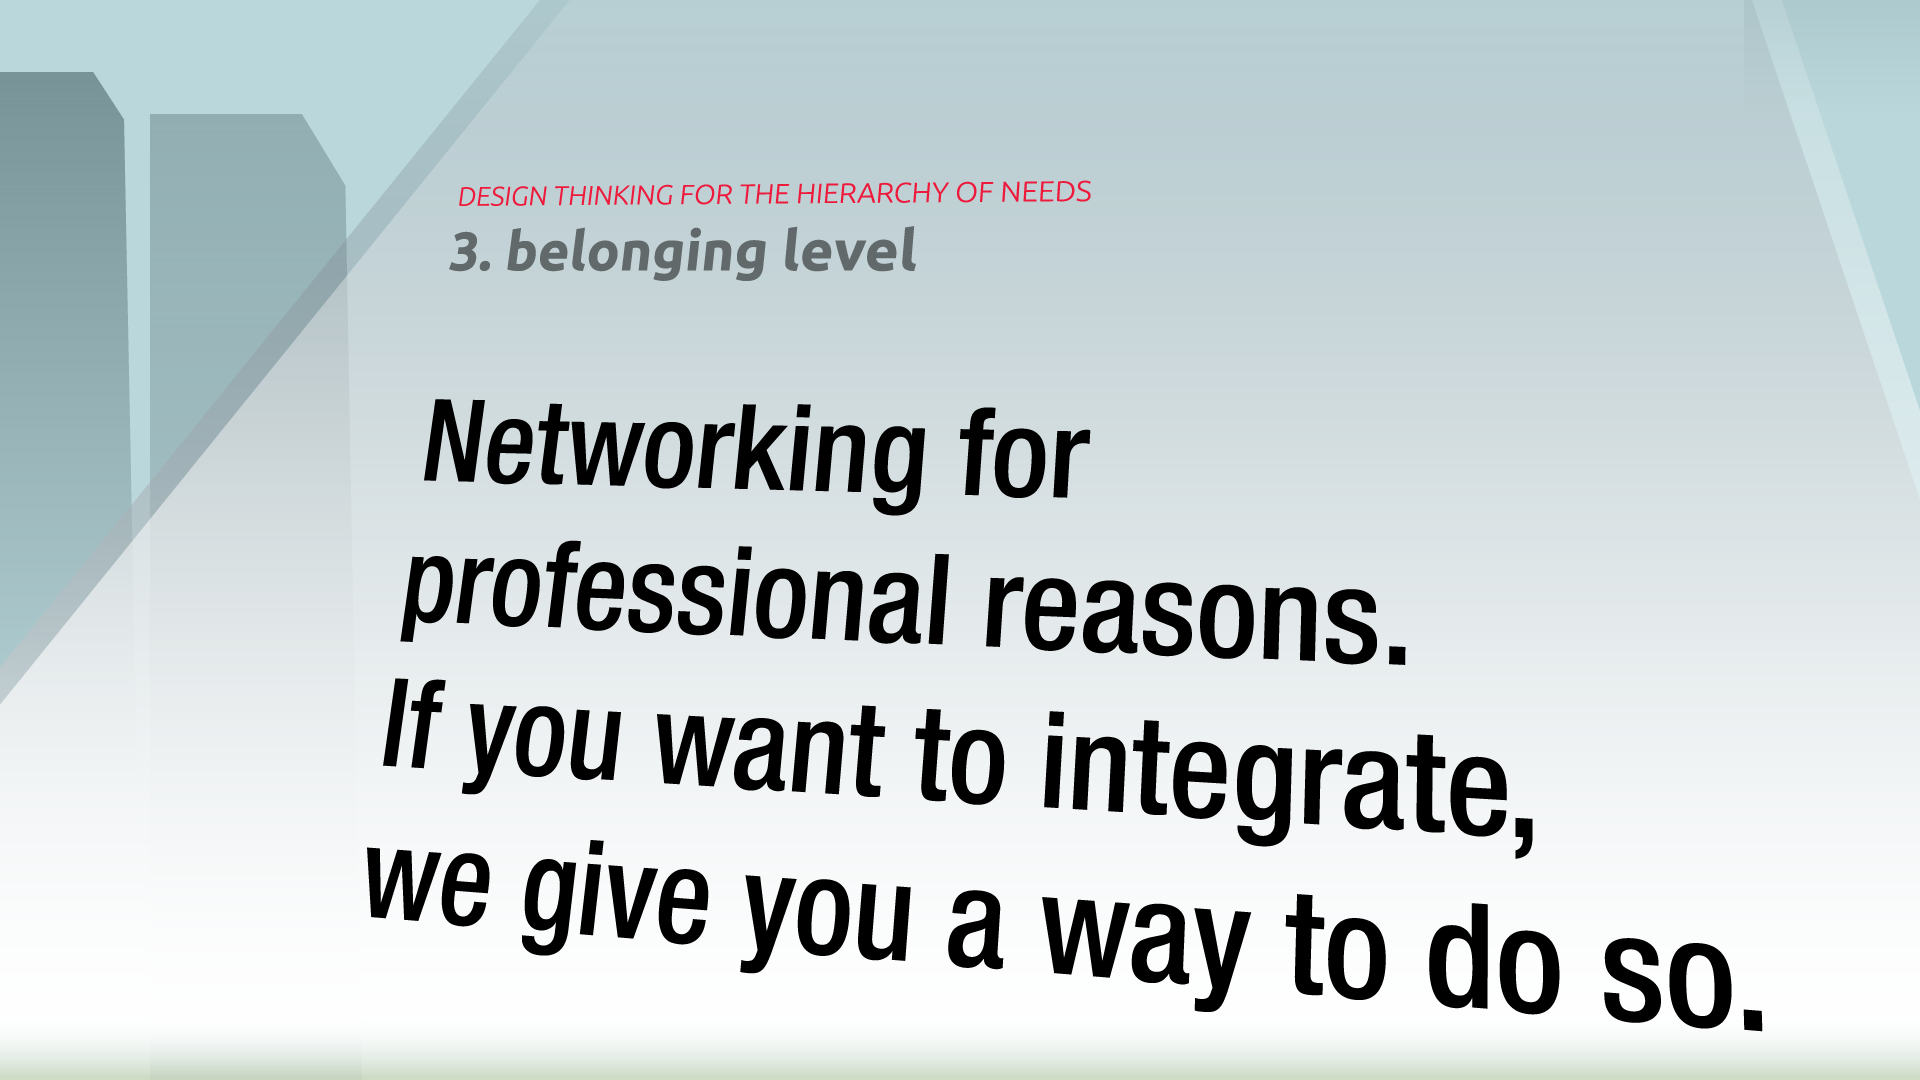 DESIGN THINKING FOR THE HIERARCHY OF NEEDS
3. belonging level
Networking for
professional reasons.
If you want to integrate,
we give you a way to do so.